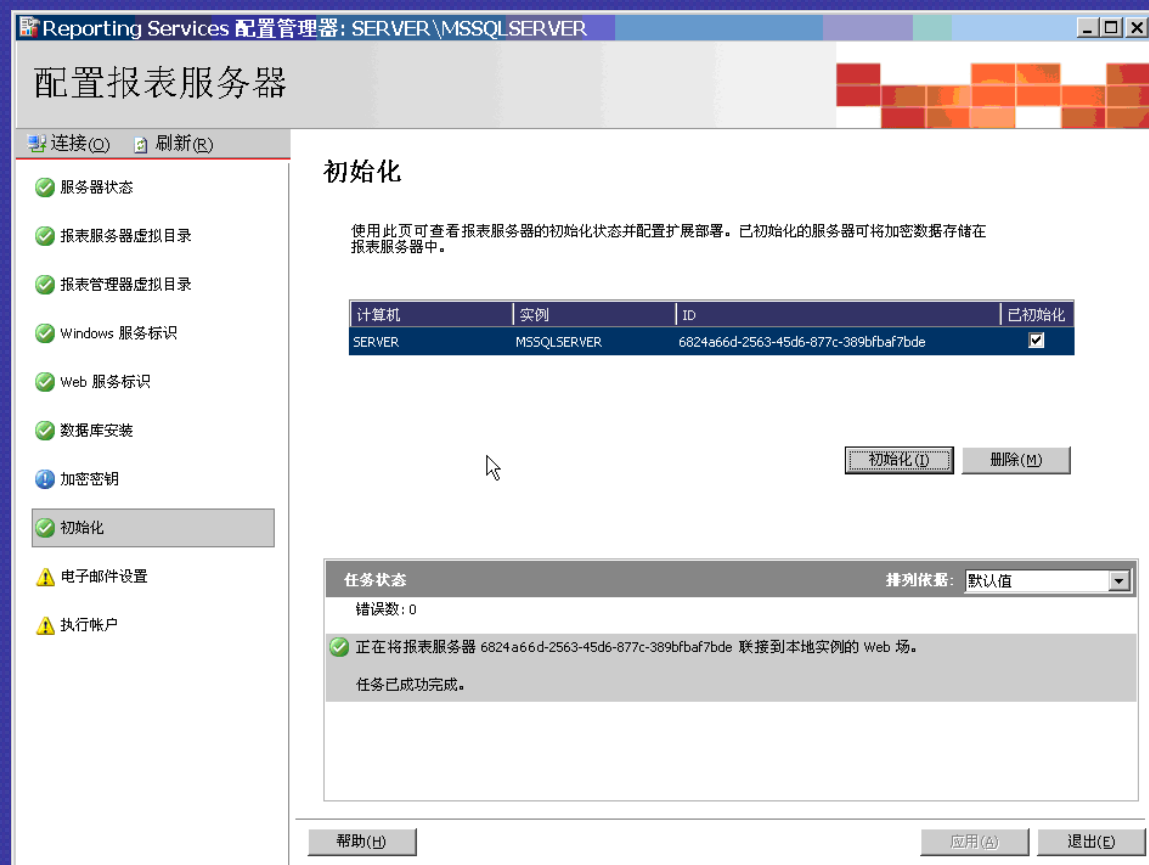 Reporting Services 配置管理器: SERVER\MSSQLSERVER
配置报表服务器
连接(O) 刷新(R)
服务器状态
报表服务器虚拟目录
报表管理器虚拟目录
Windows 服务标识
Web 服务标识
数据库安装
加密密钥
初始化
电子邮件设置
执行帐户
初始化
使用此页可查看报表服务器的初始化状态并配置扩展部署。已初始化的服务器可将加密数据存储在
报表服务器中。
计算机 实例 ID 已初始化
SERVER MSSQLSERVER 6824a66d-2563-45d6-877c-389bfbaf7bde
初始化(I) 删除(M)
任务状态 排列依据: 默认值
错误数: 0
正在将报表服务器 6824a66d-2563-45d6-877c-389bfbaf7bde 联接到本地实例的 Web 场。
任务已成功完成。
帮助(H) 应用(A) 退出(E)